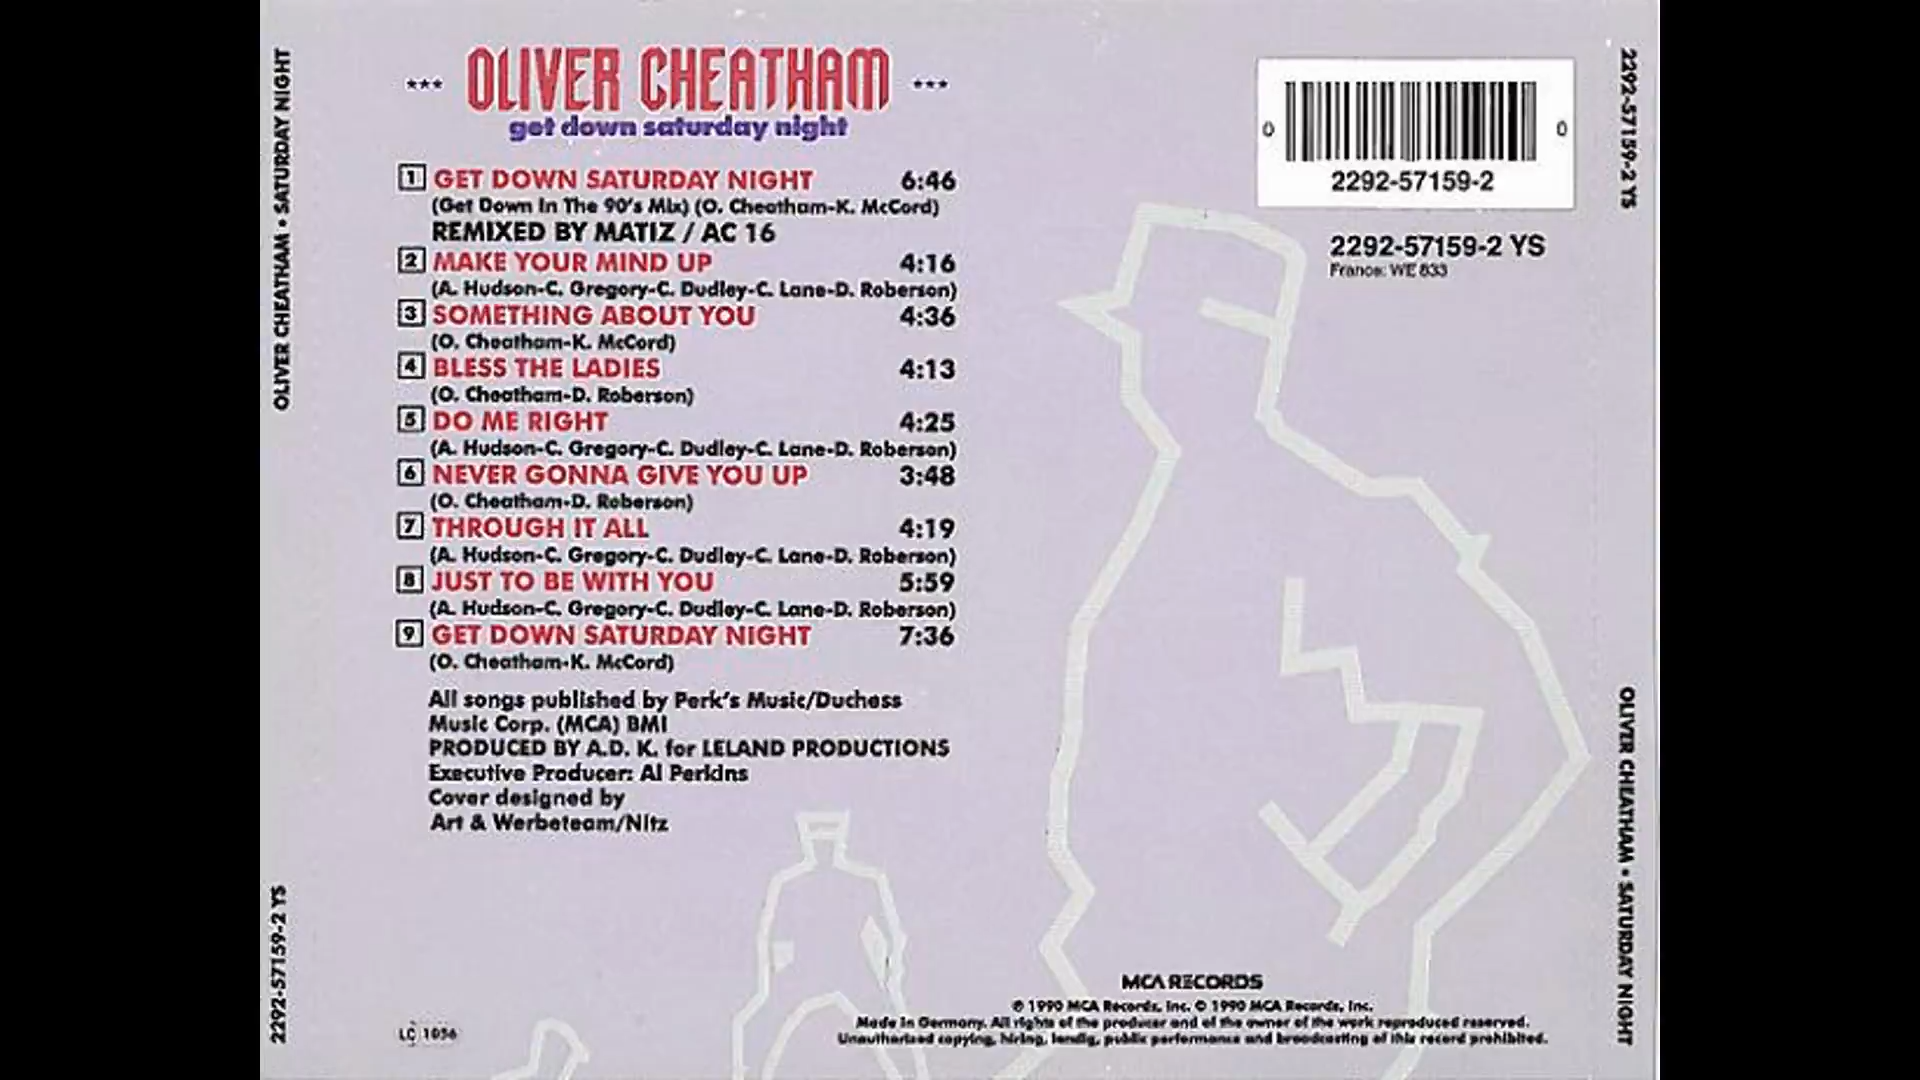 OLIVER CHEATHAM • SATURDAY NIGHT
2292-57159-2 YS
*** OLIVER CHEATHAM ***
get down saturday night
1 GET DOWN SATURDAY NIGHT 6:46
(Get Down In The 90's Mix) (O. Cheatham-K. McCord)
REMIXED BY MATIZ / AC 16
2 MAKE YOUR MIND UP 4:16
(A. Hudson-C. Gregory-C. Dudley-C. Lane-D. Roberson)
3 SOMETHING ABOUT YOU 4:36
(O. Cheatham-K. McCord)
4 BLESS THE LADIES 4:13
(O. Cheatham-D. Roberson)
5 DO ME RIGHT 4:25
(A. Hudson-C. Gregory-C. Dudley-C. Lane-D. Roberson)
6 NEVER GONNA GIVE YOU UP 3:48
(O. Cheatham-D. Roberson)
7 THROUGH IT ALL 4:19
(A. Hudson-C. Gregory-C. Dudley-C. Lane-D. Roberson)
8 JUST TO BE WITH YOU 5:59
(A. Hudson-C. Gregory-C. Dudley-C. Lane-D. Roberson)
9 GET DOWN SATURDAY NIGHT 7:36
(O. Cheatham-K. McCord)
All songs published by Perk's Music/Duchess
Music Corp. (MCA) BMI
PRODUCED BY A.D. K. for LELAND PRODUCTIONS
Executive Producer: Al Perkins
Cover designed by
Art & Werbeteam/Nitz
LC 1056
0 0
2292-57159-2
2292-57159-2 YS
France: WE 833
MCA RECORDS
℗ 1990 MCA Records, Inc. © 1990 MCA Records, Inc.
Made in Germany. All rights of the producer and of the owner of the work reproduced reserved.
Unauthorized copying, hiring, lendig, public performance and broadcasting of this record prohibited.
2292-57159-2 YS
OLIVER CHEATHAM • SATURDAY NIGHT